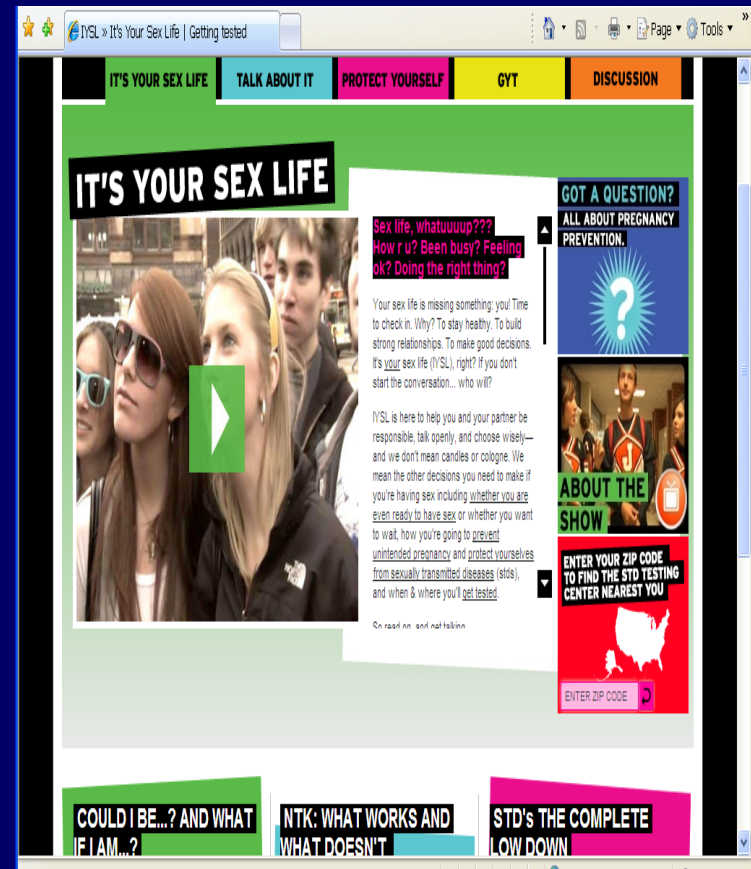 IYSL » It's Your Sex Life | Getting tested
Page
Tools
»
IT'S YOUR SEX LIFE
TALK ABOUT IT
PROTECT YOURSELF
GYT
DISCUSSION
IT'S YOUR SEX LIFE
Sex life, whatuuuup???
How r u? Been busy? Feeling
ok? Doing the right thing?
Your sex life is missing something: you! Time
to check in. Why? To stay healthy. To build
strong relationships. To make good decisions.
It's your sex life (IYSL), right? If you don't
start the conversation... who will?
IYSL is here to help you and your partner be
responsible, talk openly, and choose wisely—
and we don't mean candles or cologne. We
mean the other decisions you need to make if
you're having sex including whether you are
even ready to have sex or whether you want
to wait, how you're going to prevent
unintended pregnancy and protect yourselves
from sexually transmitted diseases (stds),
and when & where you'll get tested.
So read on, and get talking
GOT A QUESTION?
ALL ABOUT PREGNANCY
PREVENTION.
?
J
ABOUT THE
SHOW
ENTER YOUR ZIP CODE
TO FIND THE STD TESTING
CENTER NEAREST YOU
ENTER ZIP CODE
COULD I BE...? AND WHAT
IF I AM...?
NTK: WHAT WORKS AND
WHAT DOESN'T
STD's THE COMPLETE
LOW DOWN